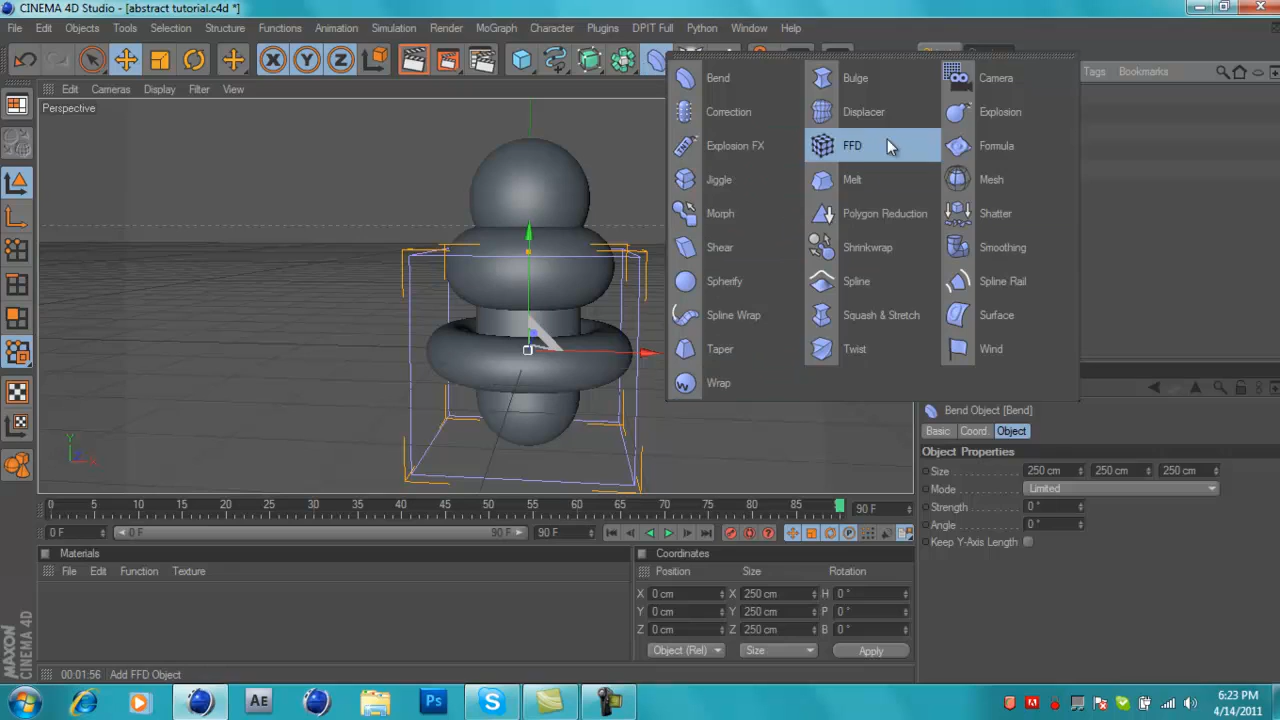 CINEMA 4D Studio - [abstract tutorial.c4d *]
File Edit Objects Tools Selection Structure Functions Animation Simulation Render MoGraph Character Plugins DPIT Full Python Window Help
X Y Z
Edit Cameras Display Filter View
Tags Bookmarks
Perspective
Bend Bulge Camera
Correction Displacer Explosion
Explosion FX FFD Formula
Jiggle Melt Mesh
Morph Polygon Reduction Shatter
Shear Shrinkwrap Smoothing
Spherify Spline Spline Rail
Spline Wrap Squash & Stretch Surface
Taper Twist Wind
Wrap
Y
Z X
Bend Object [Bend]
Basic Coord. Object
Object Properties
Size 250 cm 250 cm 250 cm
Mode Limited
Strength 0 °
Angle 0 °
Keep Y-Axis Length
0 5 10 15 20 25 30 35 40 45 50 55 60 65 70 75 80 85 90 F
0 F 0 F 90 F 90 F
Materials
File Edit Function Texture
Coordinates
Position Size Rotation
X 0 cm X 250 cm H 0 °
Y 0 cm Y 250 cm P 0 °
Z 0 cm Z 250 cm B 0 °
Object (Rel) Size Apply
MAXON CINEMA 4D
00:01:56 Add FFD Object
Ae Ps
6:23 PM
4/14/2011